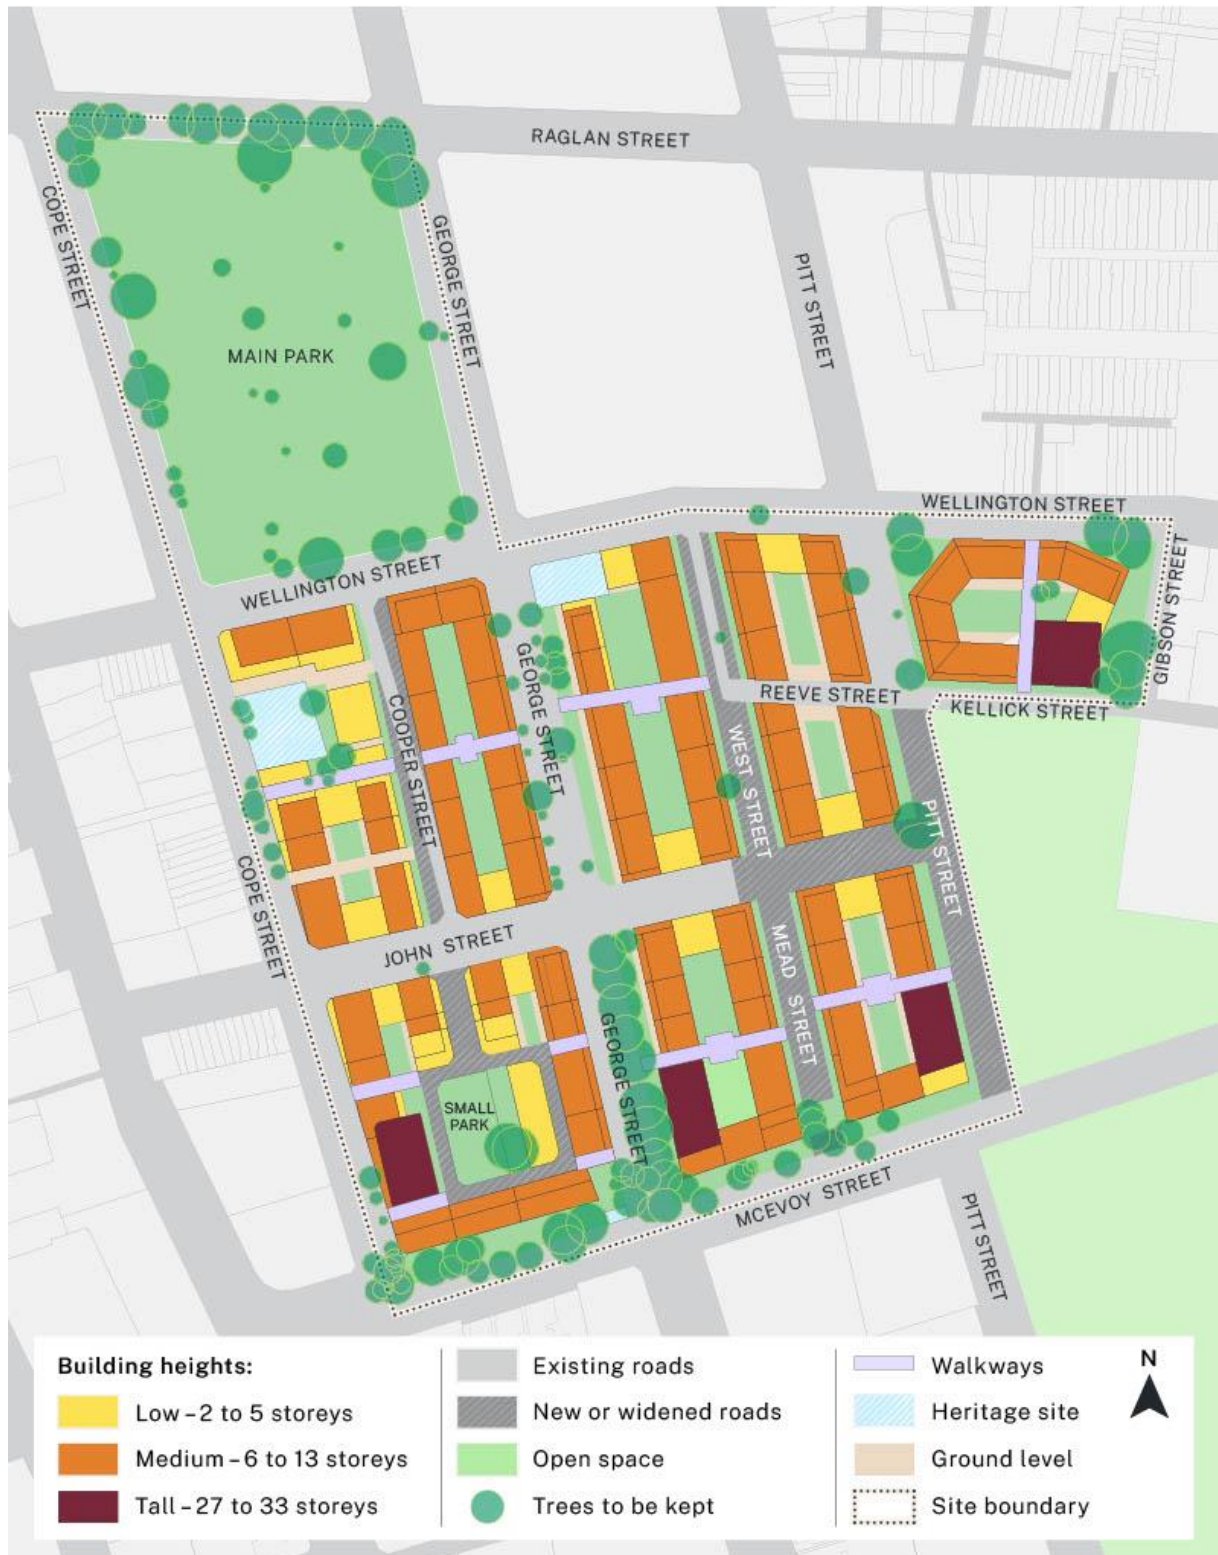 RAGLAN STREET
COPE STREET
GEORGE STREET
PITT STREET
MAIN PARK
WELLINGTON STREET
WELLINGTON STREET
GIBSON STREET
GEORGE STREET
REEVE STREET
KELLICK STREET
COOPER STREET
WEST STREET
PITT STREET
COPE STREET
JOHN STREET
MEAD STREET
GEORGE STREET
SMALL
PARK
MCEVOY STREET
PITT STREET
Building heights:
Low – 2 to 5 storeys
Medium – 6 to 13 storeys
Tall – 27 to 33 storeys
Existing roads
New or widened roads
Open space
Trees to be kept
Walkways
Heritage site
Ground level
Site boundary
N